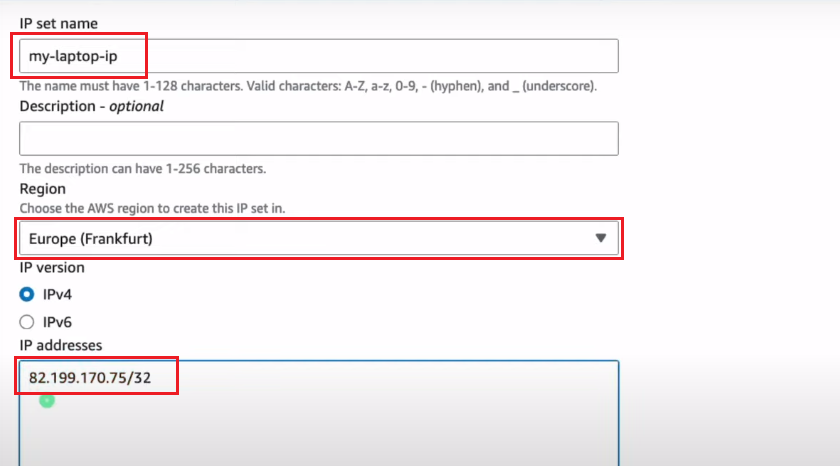 IP set name
my-laptop-ip
The name must have 1-128 characters. Valid characters: A-Z, a-z, 0-9, - (hyphen), and _ (underscore).
Description - optional
The description can have 1-256 characters.
Region
Choose the AWS region to create this IP set in.
Europe (Frankfurt)
IP version
IPv4
IPv6
IP addresses
82.199.170.75/32